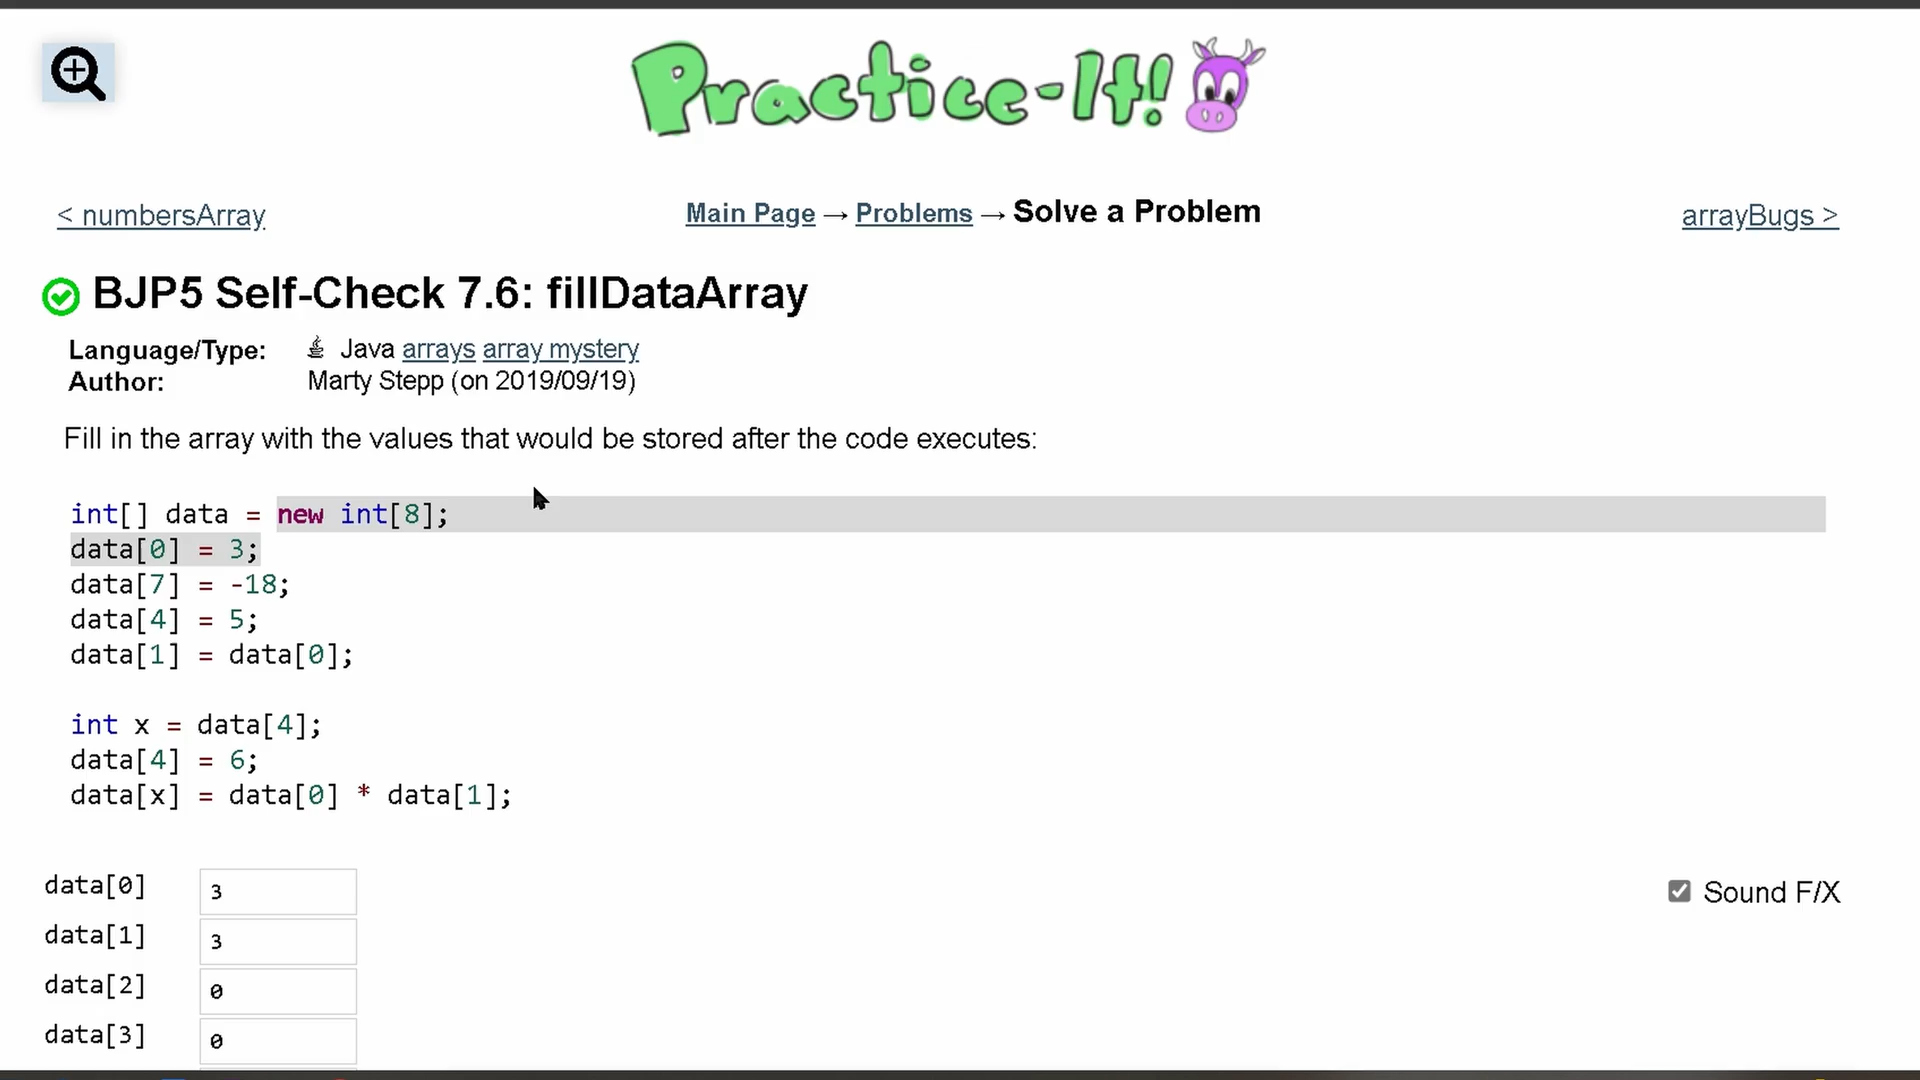 Practice-It!
< numbersArray
Main Page → Problems → Solve a Problem
arrayBugs >
BJP5 Self-Check 7.6: fillDataArray
Language/Type: Java arrays array mystery
Author: Marty Stepp (on 2019/09/19)
Fill in the array with the values that would be stored after the code executes:
int[] data = new int[8];
data[0] = 3;
data[7] = -18;
data[4] = 5;
data[1] = data[0];
int x = data[4];
data[4] = 6;
data[x] = data[0] * data[1];
data[0] 3
Sound F/X
data[1] 3
data[2] 0
data[3] 0